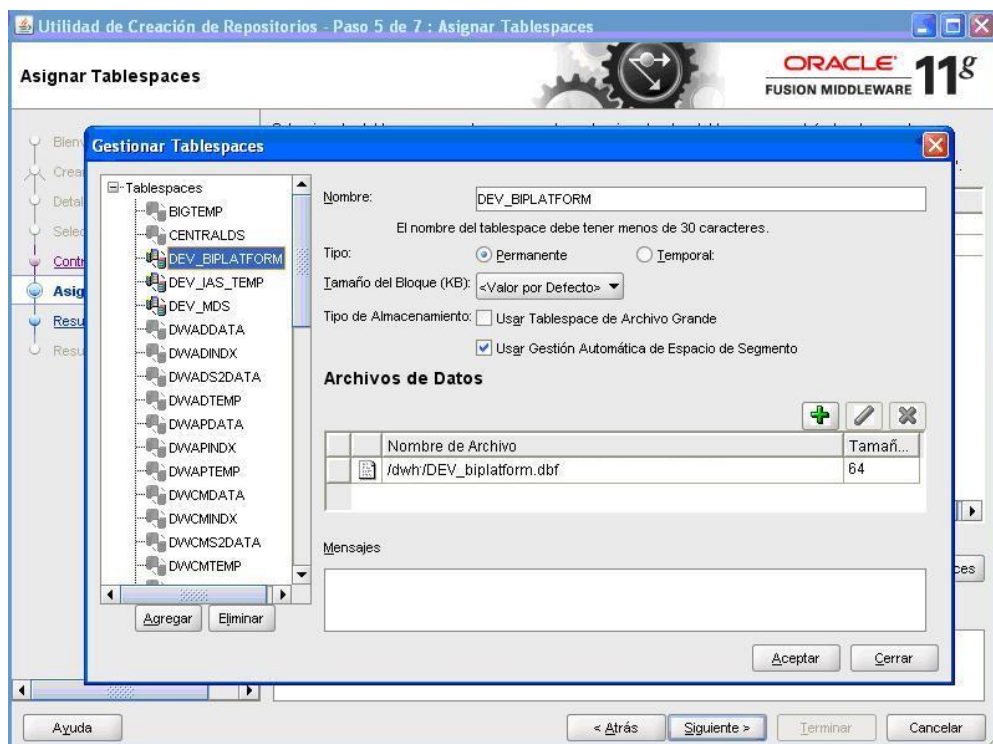 Utilidad de Creación de Repositorios - Paso 5 de 7 : Asignar Tablespaces
Asignar Tablespaces
ORACLE
FUSION MIDDLEWARE
11g
Gestionar Tablespaces
Asig
Resu
Resu
Tablespaces
BIGTEMP
CENTRALDS
DEV_BIPLATFORM
DEV_IAS_TEMP
DEV_MDS
DWADDATA
DWADINDX
DWADS2DATA
DWADTEMP
DWAPDATA
DWAPINDX
DWAPTEMP
DWCMDATA
DWCMINDX
DWCMS2DATA
DWCMTEMP
Agregar
Eliminar
Nombre:
DEV_BIPLATFORM
El nombre del tablespace debe tener menos de 30 caracteres.
Tipo:
Permanente
Temporal:
Tamaño del Bloque (KB):
<Valor por Defecto>
Tipo de Almacenamiento:
Usar Tablespace de Archivo Grande
Usar Gestión Automática de Espacio de Segmento
Archivos de Datos
Nombre de Archivo
Tamañ...
/dwh/DEV_biplatform.dbf
64
Mensajes
Aceptar
Cerrar
Ayuda
< Atrás
Siguiente >
Terminar
Cancelar